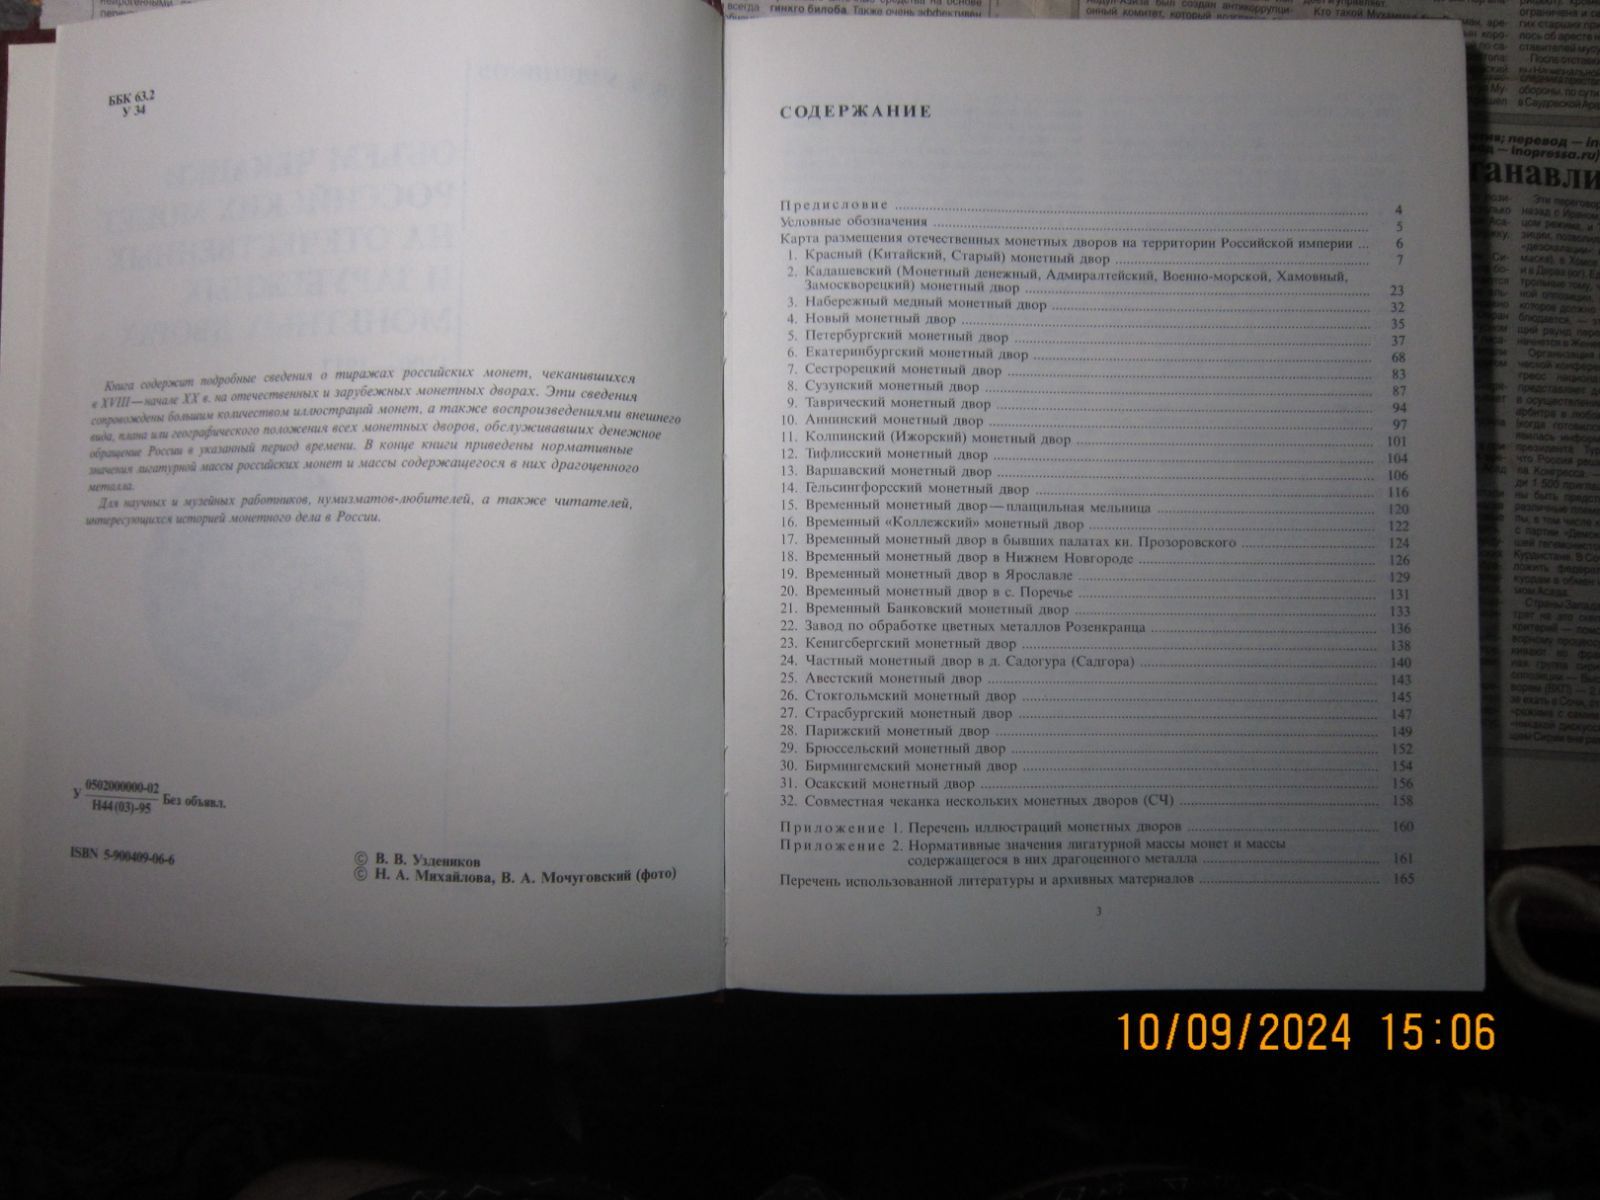 ББК 63.2
У 34
Книга содержит подробные сведения о тиражах российских монет, чеканившихся
в XVIII—начале XX в. на отечественных и зарубежных монетных дворах. Эти сведения
сопровождены большим количеством иллюстраций монет, а также воспроизведениями внешнего
вида, плана или географического положения всех монетных дворов, обслуживавших денежное
обращение России в указанный период времени. В конце книги приведены нормативные
значения лигатурной массы российских монет и массы содержащегося в них драгоценного
металла.
Для научных и музейных работников, нумизматов-любителей, а также читателей,
интересующихся историей монетного дела в России.
У 0502000000-02
Н44(03)-95 Без объявл.
ISBN 5-900409-06-6
© В. В. Уздеников
© Н. А. Михайлова, В. А. Мочуговский (фото)
СОДЕРЖАНИЕ
Предисловие 4
Условные обозначения 5
Карта размещения отечественных монетных дворов на территории Российской империи ... 6
1. Красный (Китайский, Старый) монетный двор 7
2. Кадашевский (Монетный денежный, Адмиралтейский, Военно-морской, Хамовный,
Замоскворецкий) монетный двор 23
3. Набережный медный монетный двор 32
4. Новый монетный двор 35
5. Петербургский монетный двор 37
6. Екатеринбургский монетный двор 68
7. Сестрорецкий монетный двор 83
8. Сузунский монетный двор 87
9. Таврический монетный двор 94
10. Аннинский монетный двор 97
11. Колпинский (Ижорский) монетный двор 101
12. Тифлисский монетный двор 104
13. Варшавский монетный двор 106
14. Гельсингфорсский монетный двор 116
15. Временный монетный двор—плащильная мельница 120
16. Временный «Коллежский» монетный двор 122
17. Временный монетный двор в бывших палатах кн. Прозоровского 124
18. Временный монетный двор в Нижнем Новгороде 126
19. Временный монетный двор в Ярославле 129
20. Временный монетный двор в с. Поречье 131
21. Временный Банковский монетный двор 133
22. Завод по обработке цветных металлов Розенкранца 136
23. Кенигсбергский монетный двор 138
24. Частный монетный двор в д. Садогура (Садгора) 140
25. Авестский монетный двор 143
26. Стокгольмский монетный двор 145
27. Страсбургский монетный двор 147
28. Парижский монетный двор 149
29. Брюссельский монетный двор 152
30. Бирмингемский монетный двор 154
31. Осакский монетный двор 156
32. Совместная чеканка нескольких монетных дворов (СЧ) 158
Приложение 1. Перечень иллюстраций монетных дворов 160
Приложение 2. Нормативные значения лигатурной массы монет и массы
содержащегося в них драгоценного металла 161
Перечень использованной литературы и архивных материалов 165
3
10/09/2024 15:06